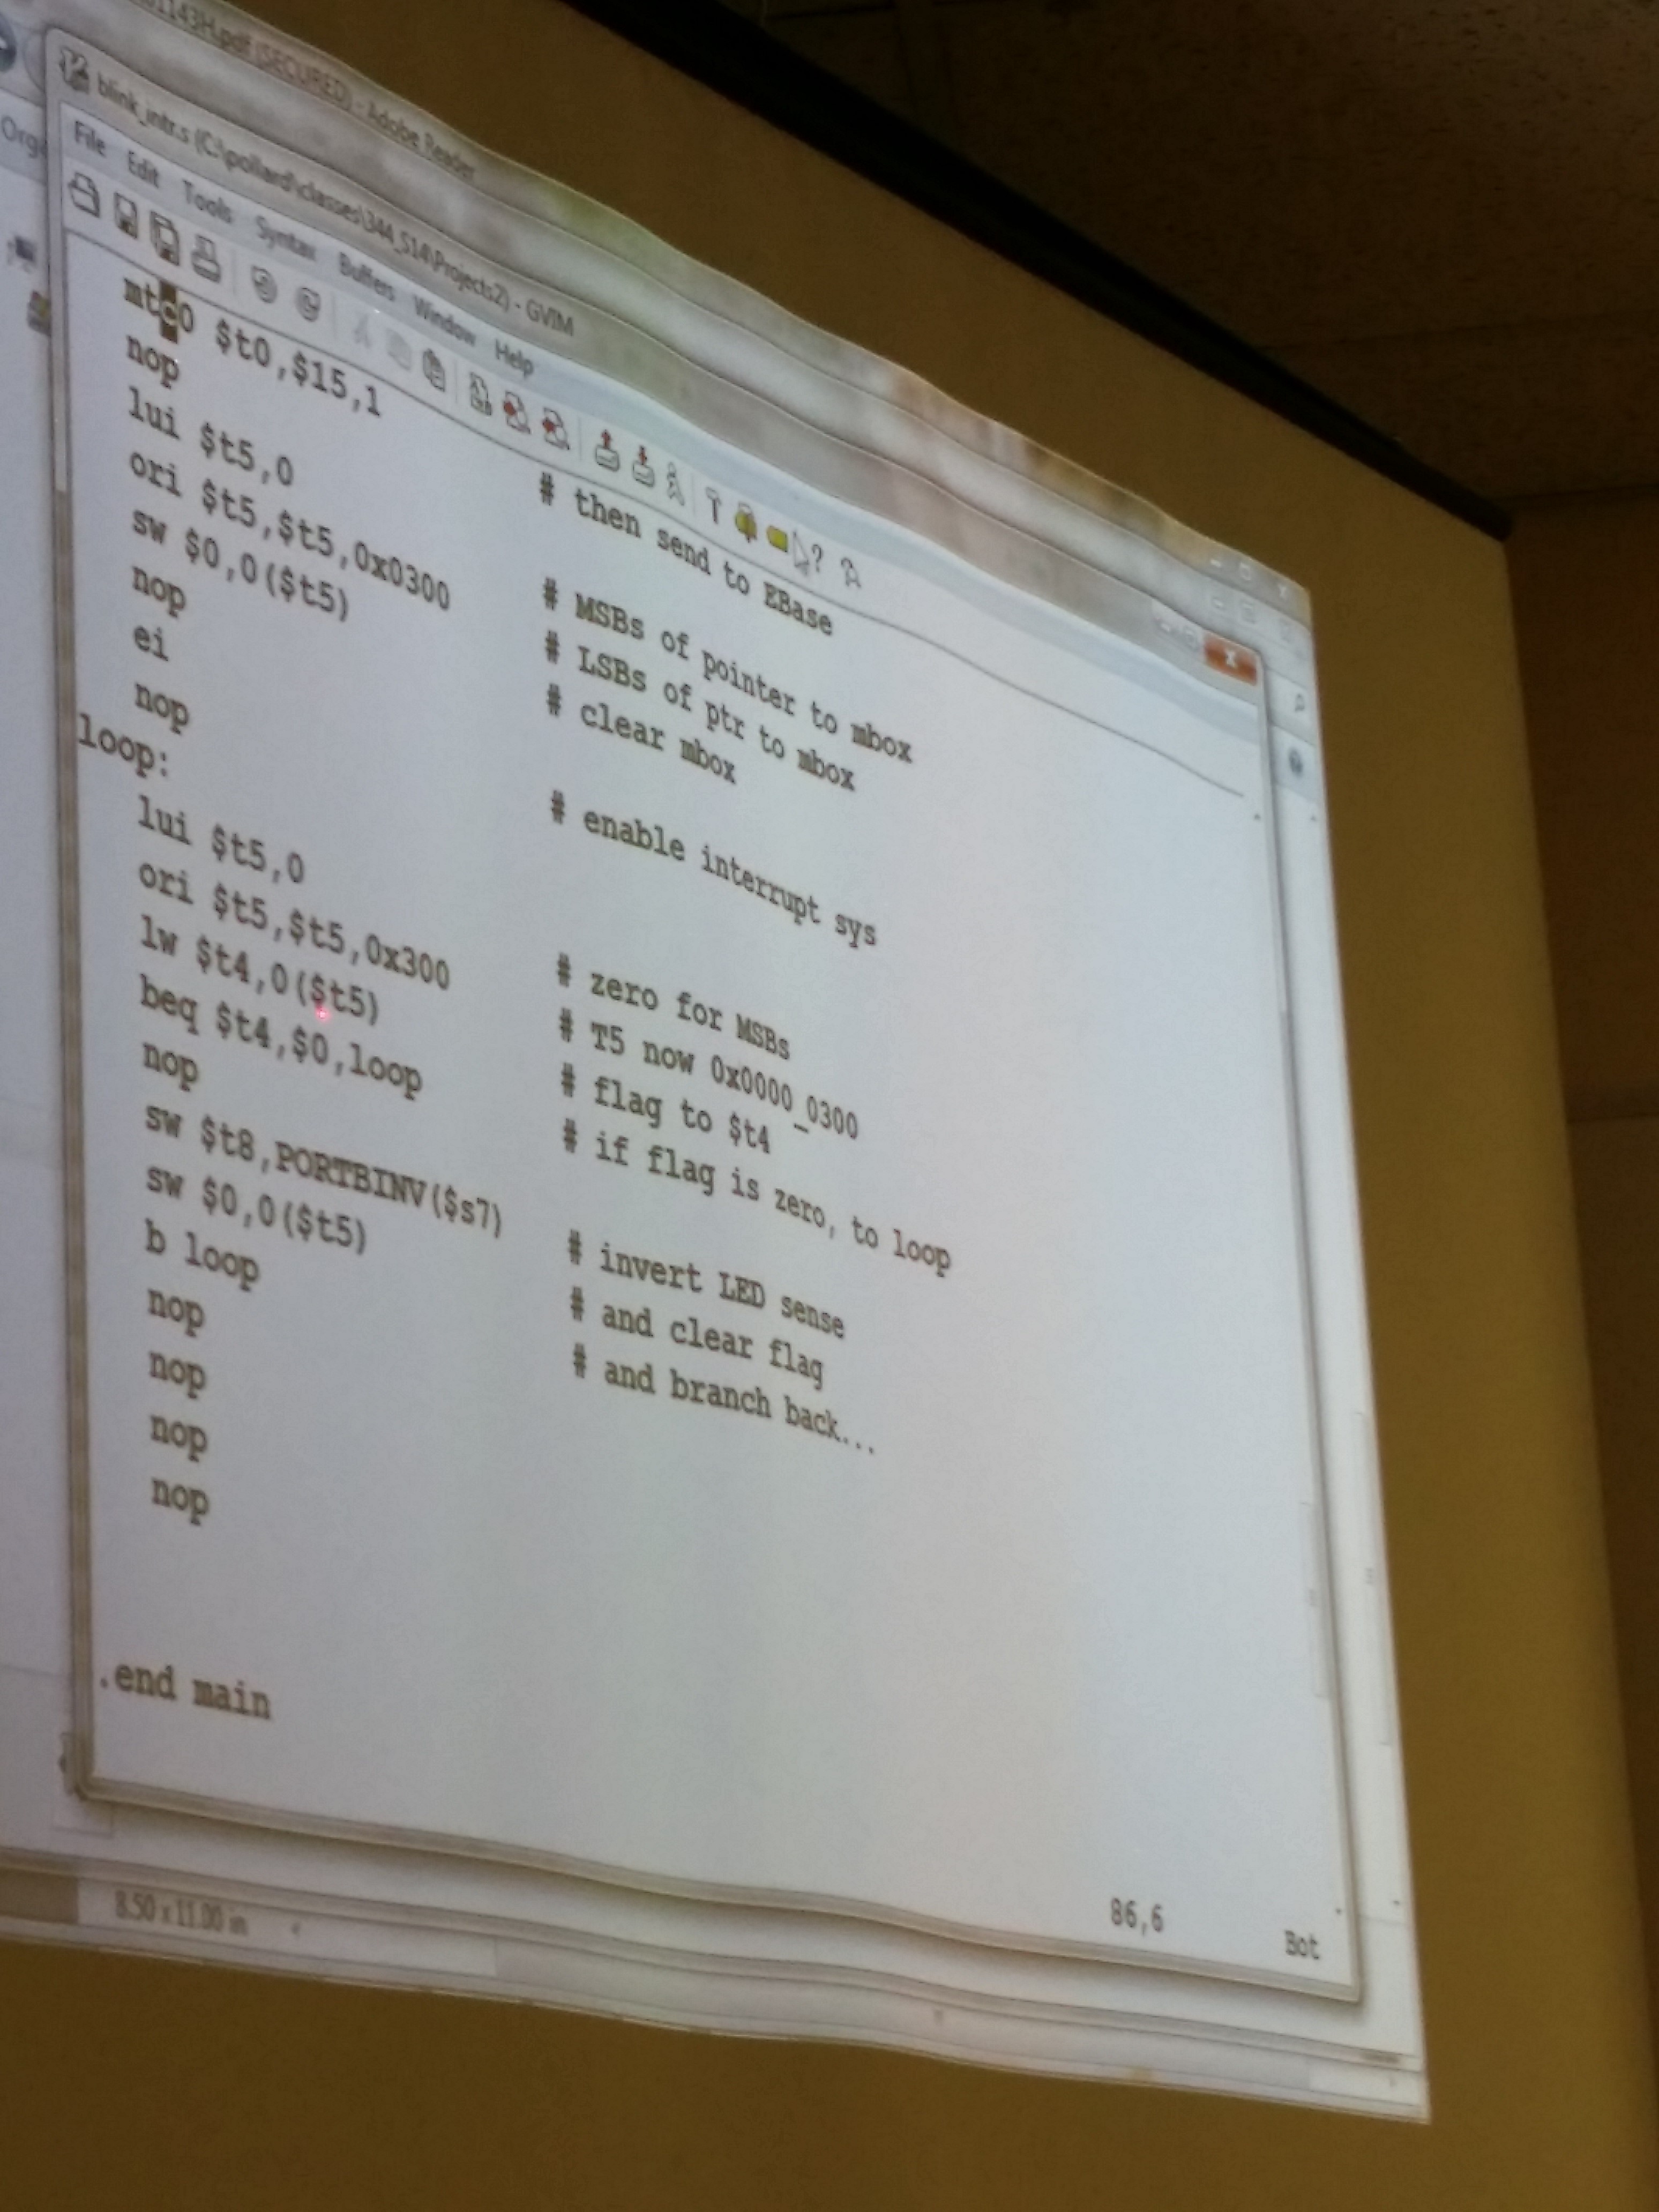 1143H.pdf (SECURED) - Adobe Reader
blink_intr.s (C:\pollard\classes\344_S14\Projects2) - GVIM
File Edit Tools Syntax Buffers Window Help
mtc0 $t0,$15,1 # then send to EBase
nop
lui $t5,0 # MSBs of pointer to mbox
ori $t5,$t5,0x0300 # LSBs of ptr to mbox
sw $0,0($t5) # clear mbox
nop
ei # enable interrupt sys
nop
loop:
lui $t5,0 # zero for MSBs
ori $t5,$t5,0x300 # T5 now 0x0000_0300
lw $t4,0($t5) # flag to $t4
beq $t4,$0,loop # if flag is zero, to loop
nop
sw $t8,PORTBINV($s7) # invert LED sense
sw $0,0($t5) # and clear flag
b loop # and branch back...
nop
nop
nop
nop
.end main
86,6 Bot
8.50 x 11.00 in